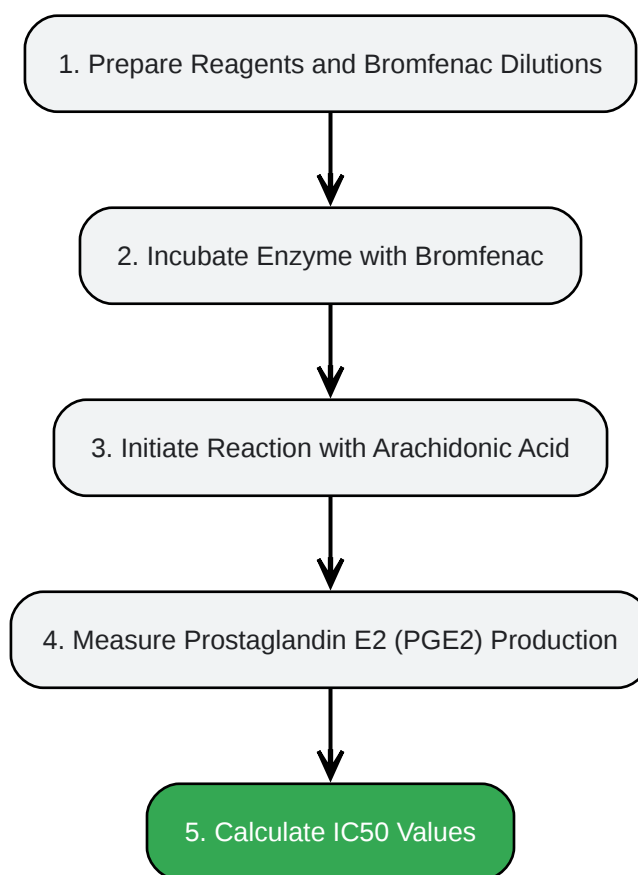 1. Prepare Reagents and Bromfenac Dilutions
2. Incubate Enzyme with Bromfenac
3. Initiate Reaction with Arachidonic Acid
4. Measure Prostaglandin E2 (PGE2) Production
5. Calculate IC50 Values